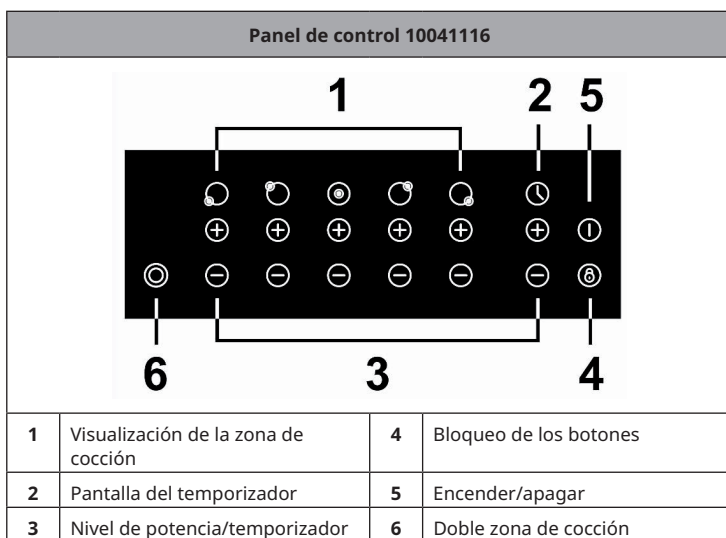 Panel de control 10041116
1 2 5
6 3 4
1 Visualización de la zona de cocción 4 Bloqueo de los botones
2 Pantalla del temporizador 5 Encender/apagar
3 Nivel de potencia/temporizador 6 Doble zona de cocción